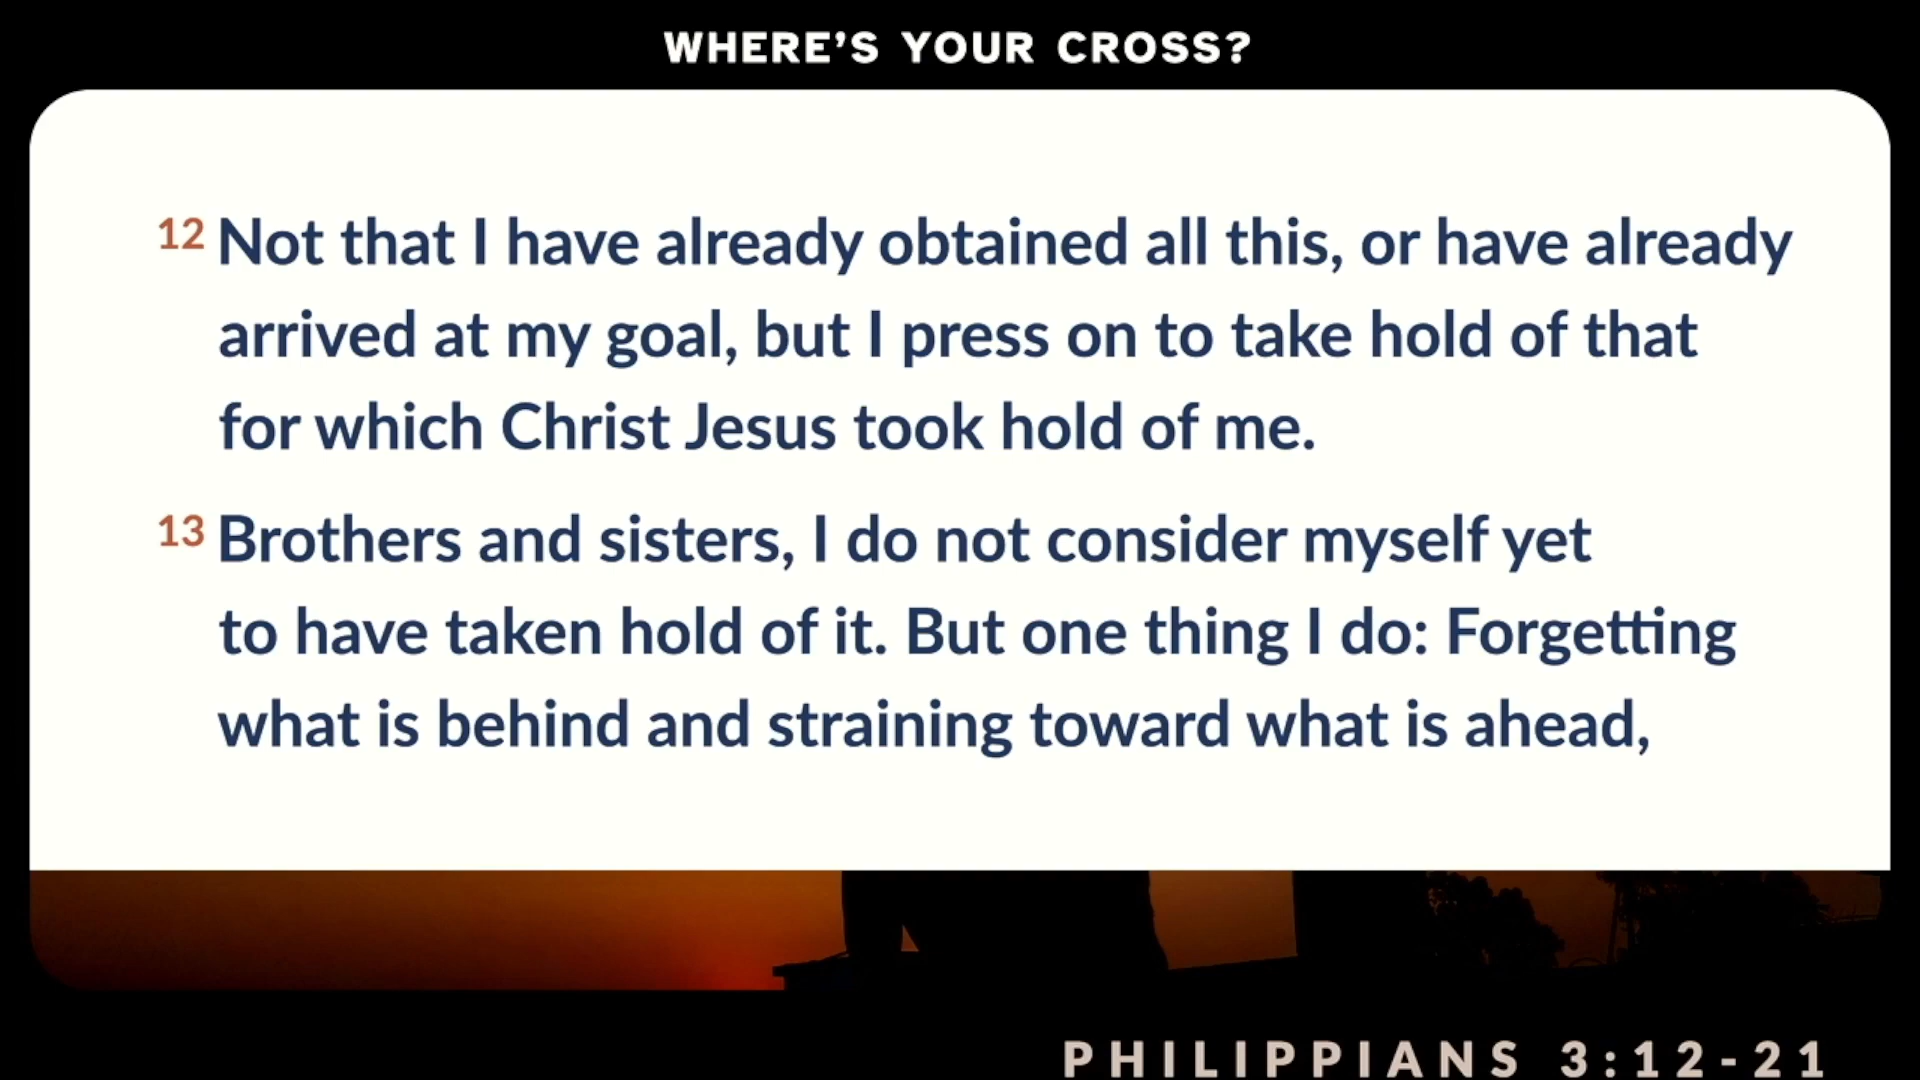 WHERE'S YOUR CROSS?
12 Not that I have already obtained all this, or have already
arrived at my goal, but I press on to take hold of that
for which Christ Jesus took hold of me.
13 Brothers and sisters, I do not consider myself yet
to have taken hold of it. But one thing I do: Forgetting
what is behind and straining toward what is ahead,
PHILIPPIANS 3:12-21